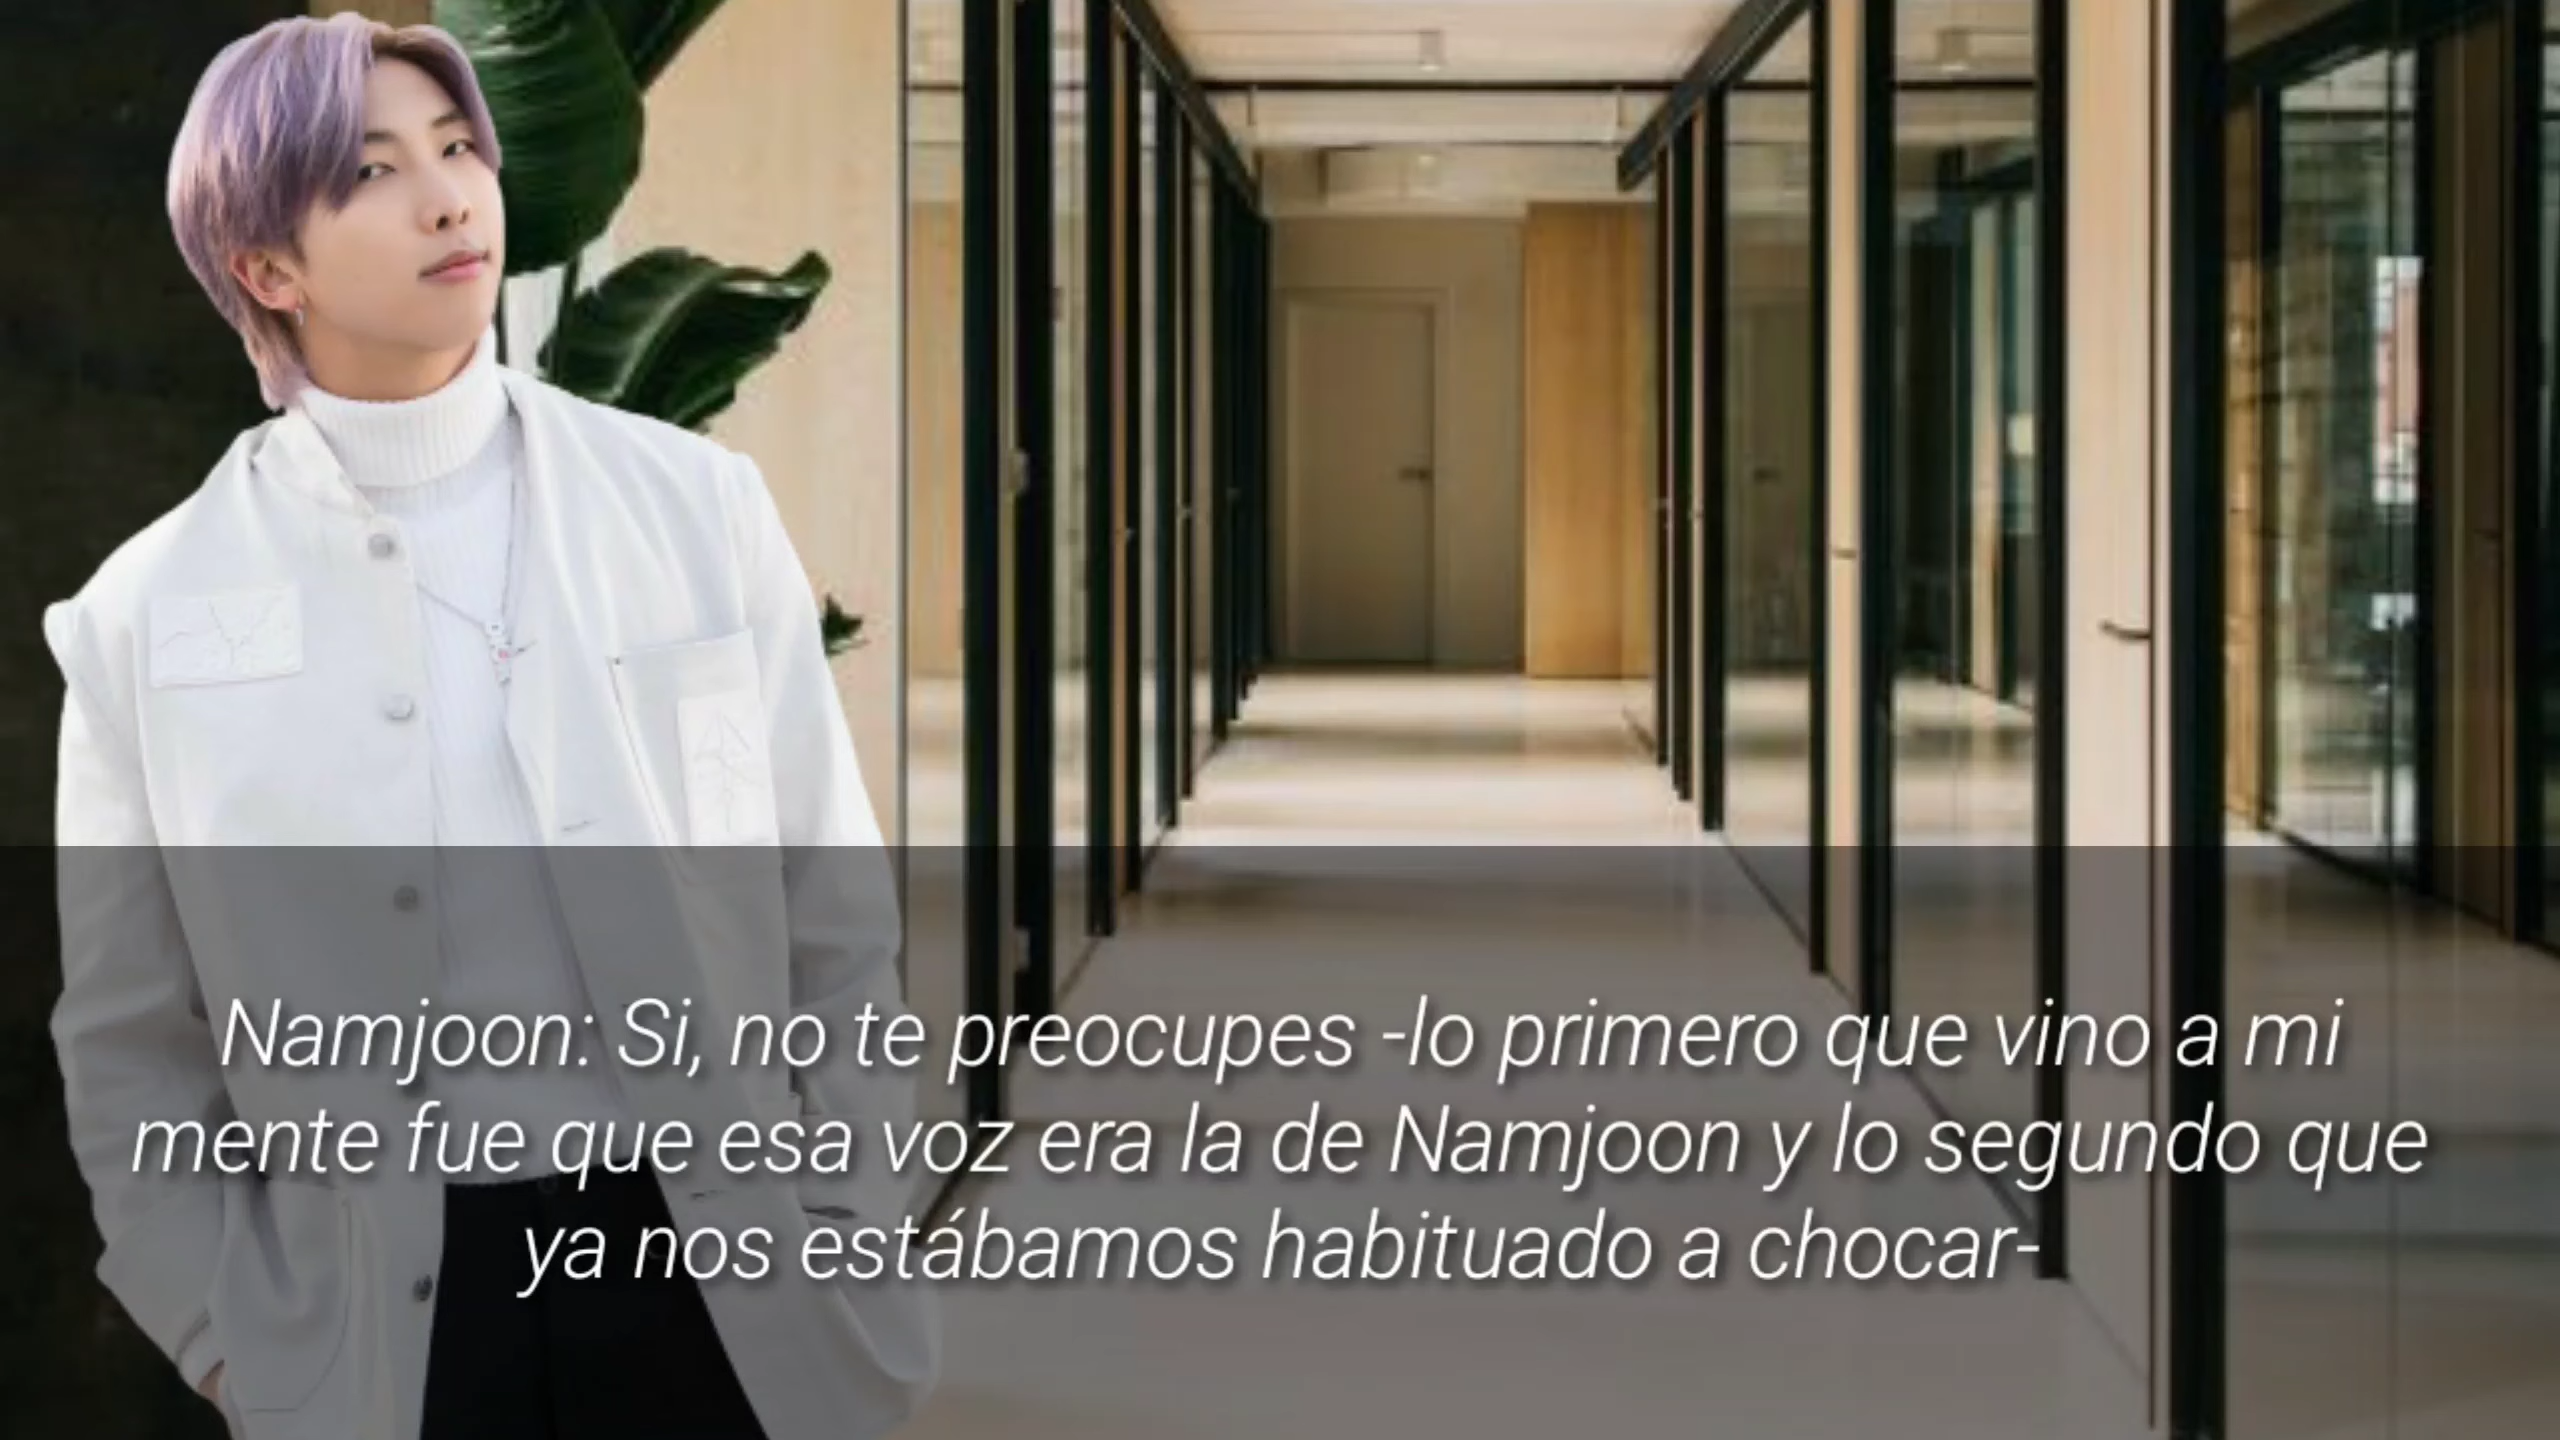 Namjoon: Si, no te preocupes -lo primero que vino a mi
mente fue que esa voz era la de Namjoon y lo segundo que
ya nos estábamos habituado a chocar-